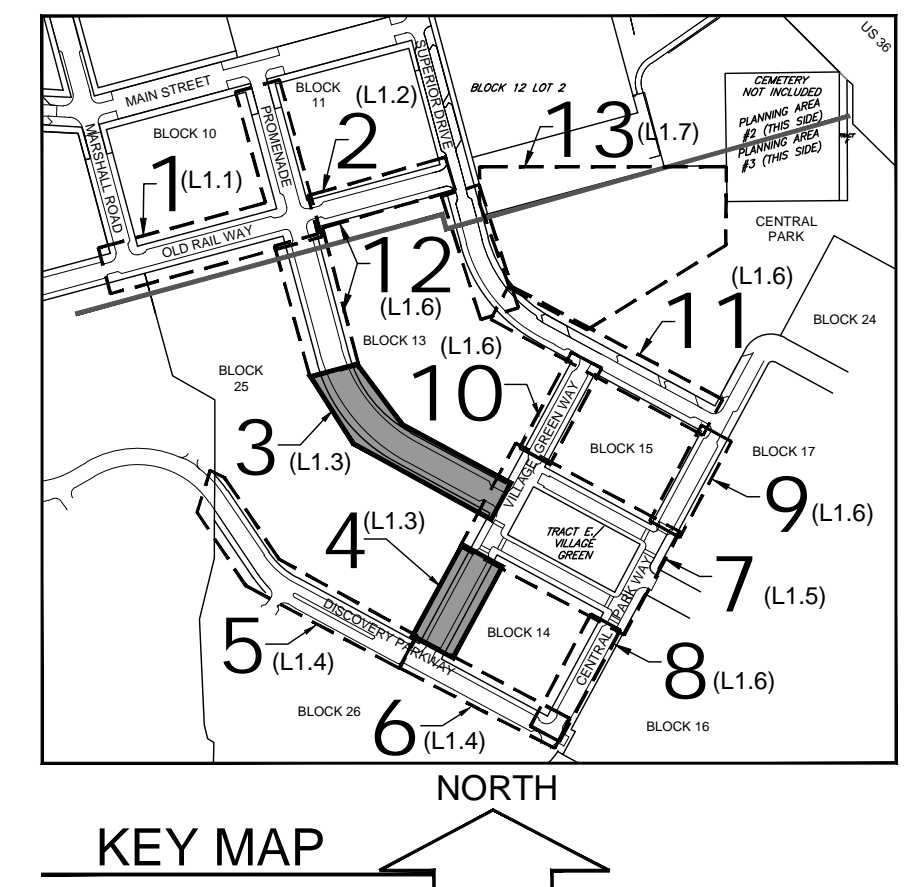 US 36
MAIN STREET
BLOCK
11
(L1.2)
SUPERIOR DRIVE
BLOCK 12 LOT 2
CEMETERY
NOT INCLUDED
PLANNING AREA
#2 (THIS SIDE)
PLANNING AREA
#3 (THIS SIDE)
MARSHALL ROAD
BLOCK 10
PROMENADE
2
13 (L1.7)
1 (L1.1)
OLD RAIL WAY
CENTRAL
PARK
12
(L1.6)
11
(L1.6)
BLOCK 24
BLOCK 13
(L1.6)
10
BLOCK
25
3
(L1.3)
VILLAGE GREEN WAY
BLOCK 15
BLOCK 17
9 (L1.6)
4
(L1.3)
TRACT E,
VILLAGE
GREEN
7
(L1.5)
DISCOVERY PARKWAY
BLOCK 14
CENTRAL PARK WAY
5
(L1.4)
8 (L1.6)
BLOCK 26
6
(L1.4)
BLOCK 16
NORTH
KEY MAP